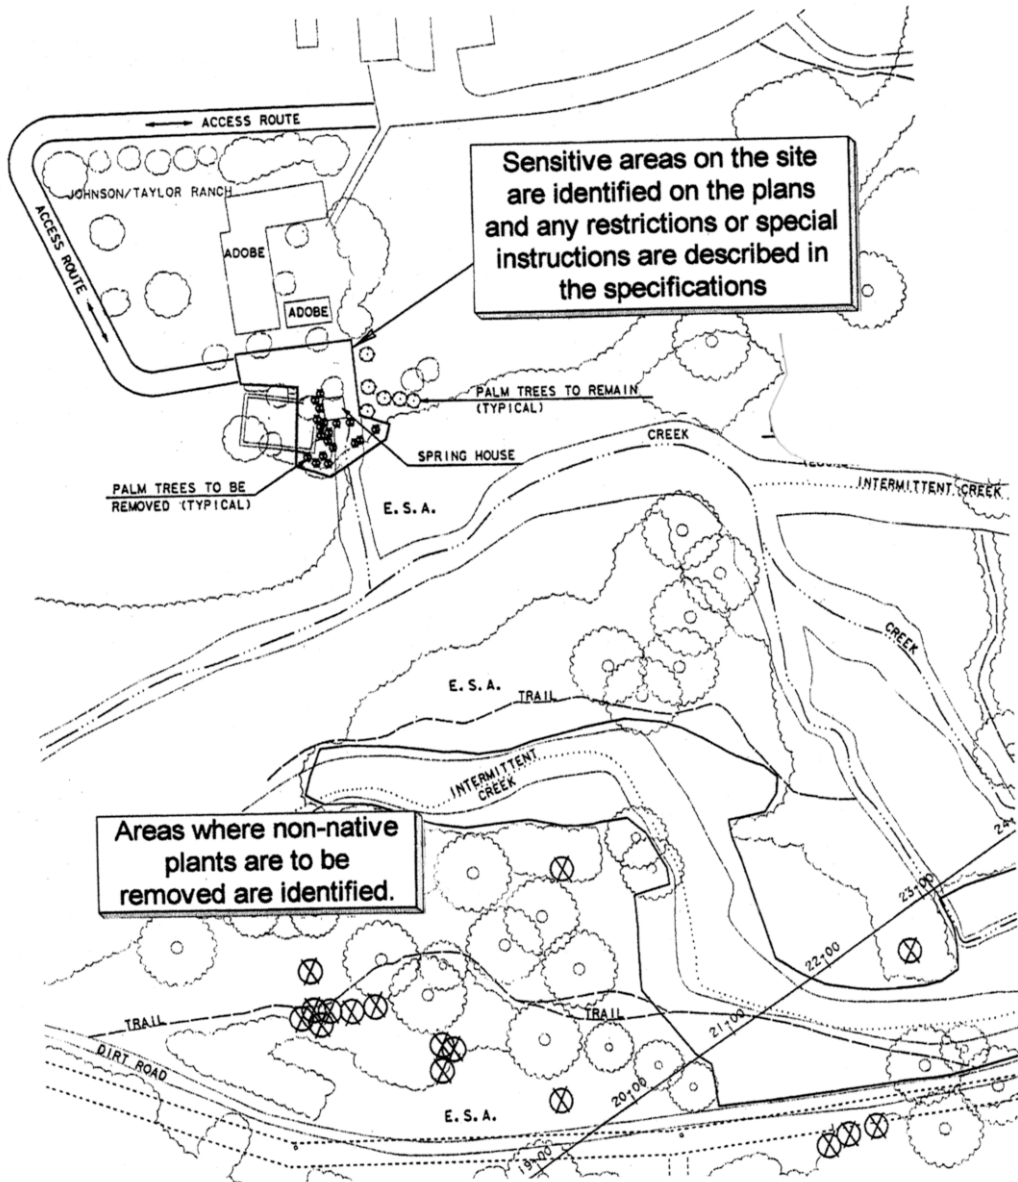 ACCESS ROUTE
JOHNSON/TAYLOR RANCH
ACCESS ROUTE
ADOBE
ADOBE
Sensitive areas on the site
are identified on the plans
and any restrictions or special
instructions are described in
the specifications
PALM TREES TO REMAIN
(TYPICAL)
CREEK
SPRING HOUSE
INTERMITTENT CREEK
PALM TREES TO BE
REMOVED (TYPICAL)
E.S.A.
CREEK
E.S.A.
TRAIL
INTERMITTENT
CREEK
Areas where non-native
plants are to be
removed are identified.
23+00
22+00
21+00
20+00
19+00
TRAIL
TRAIL
DIRT ROAD
E.S.A.